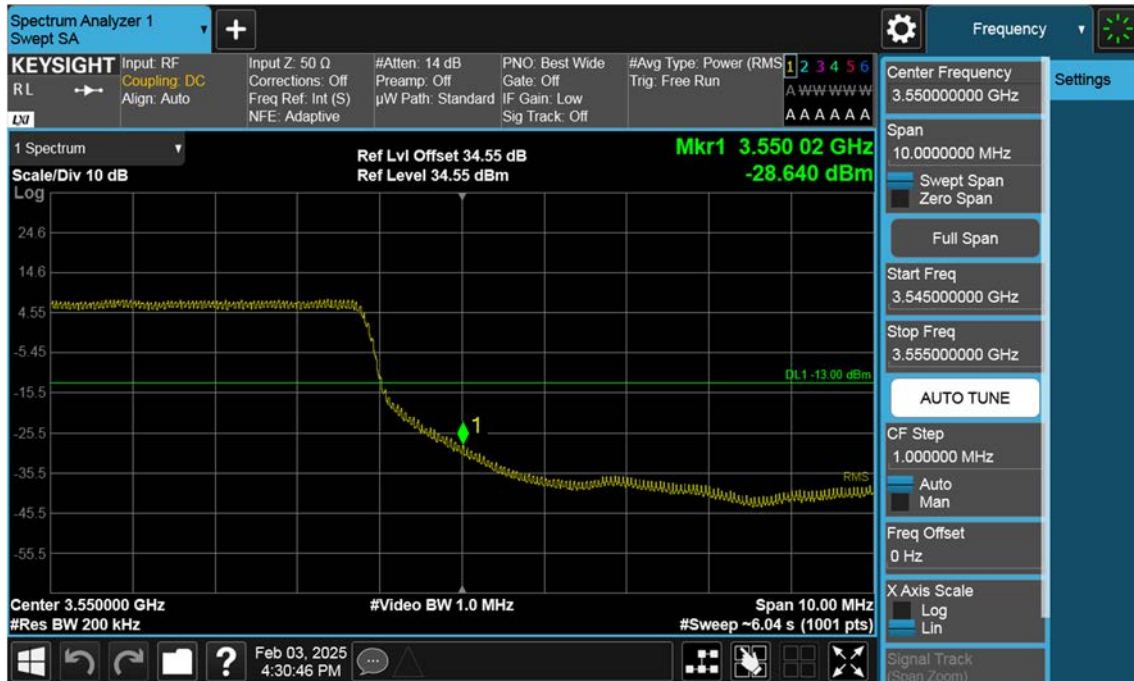 Spectrum Analyzer 1
Swept SA
+
Frequency
KEYSIGHT
RL
LXI
Input: RF
Coupling: DC
Align: Auto
Input Z: 50 Ω
Corrections: Off
Freq Ref: Int (S)
NFE: Adaptive
#Atten: 14 dB
Preamp: Off
µW Path: Standard
PNO: Best Wide
Gate: Off
IF Gain: Low
Sig Track: Off
#Avg Type: Power (RMS
Trig: Free Run
1 2 3 4 5 6
A W W W W W
A A A A A A
1 Spectrum
Scale/Div 10 dB
Ref Lvl Offset 34.55 dB
Ref Level 34.55 dBm
Mkr1 3.550 02 GHz
-28.640 dBm
Log
24.6
14.6
4.55
-5.45
-15.5
-25.5
-35.5
-45.5
-55.5
DL1 -13.00 dBm
1
RMS
Center 3.550000 GHz
#Res BW 200 kHz
#Video BW 1.0 MHz
Span 10.00 MHz
#Sweep ~6.04 s (1001 pts)
Center Frequency
3.550000000 GHz
Span
10.0000000 MHz
Swept Span
Zero Span
Full Span
Start Freq
3.545000000 GHz
Stop Freq
3.555000000 GHz
AUTO TUNE
CF Step
1.000000 MHz
Auto
Man
Freq Offset
0 Hz
X Axis Scale
Log
Lin
Signal Track
(Span Zoom)
Settings
?
Feb 03, 2025
4:30:46 PM